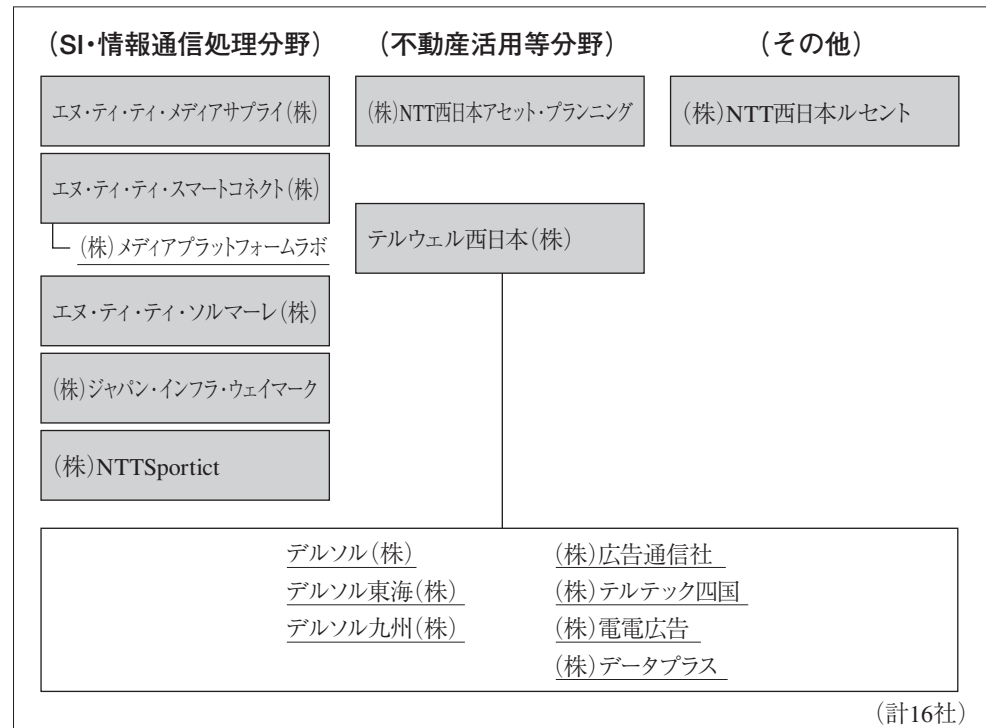 (SI・情報通信処理分野)
エヌ・ティ・ティ・メディアサプライ(株)
エヌ・ティ・ティ・スマートコネクト(株)
(株)メディアプラットフォームラボ
エヌ・ティ・ティ・ソルマーレ(株)
(株)ジャパン・インフラ・ウェイマーク
(株)NTTSportict
(不動産活用等分野)
(株)NTT西日本アセット・プランニング
テルウェル西日本(株)
(その他)
(株)NTT西日本ルセント
デルソル(株)
デルソル東海(株)
デルソル九州(株)
(株)広告通信社
(株)テルテック四国
(株)電電広告
(株)データプラス
(計16社)